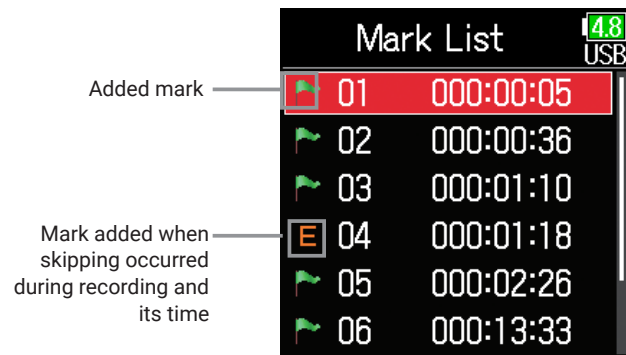 Mark List
4.8
USB
Added mark
01 000:00:05
02 000:00:36
03 000:01:10
Mark added when
skipping occurred
during recording and
its time
E 04 000:01:18
05 000:02:26
06 000:13:33